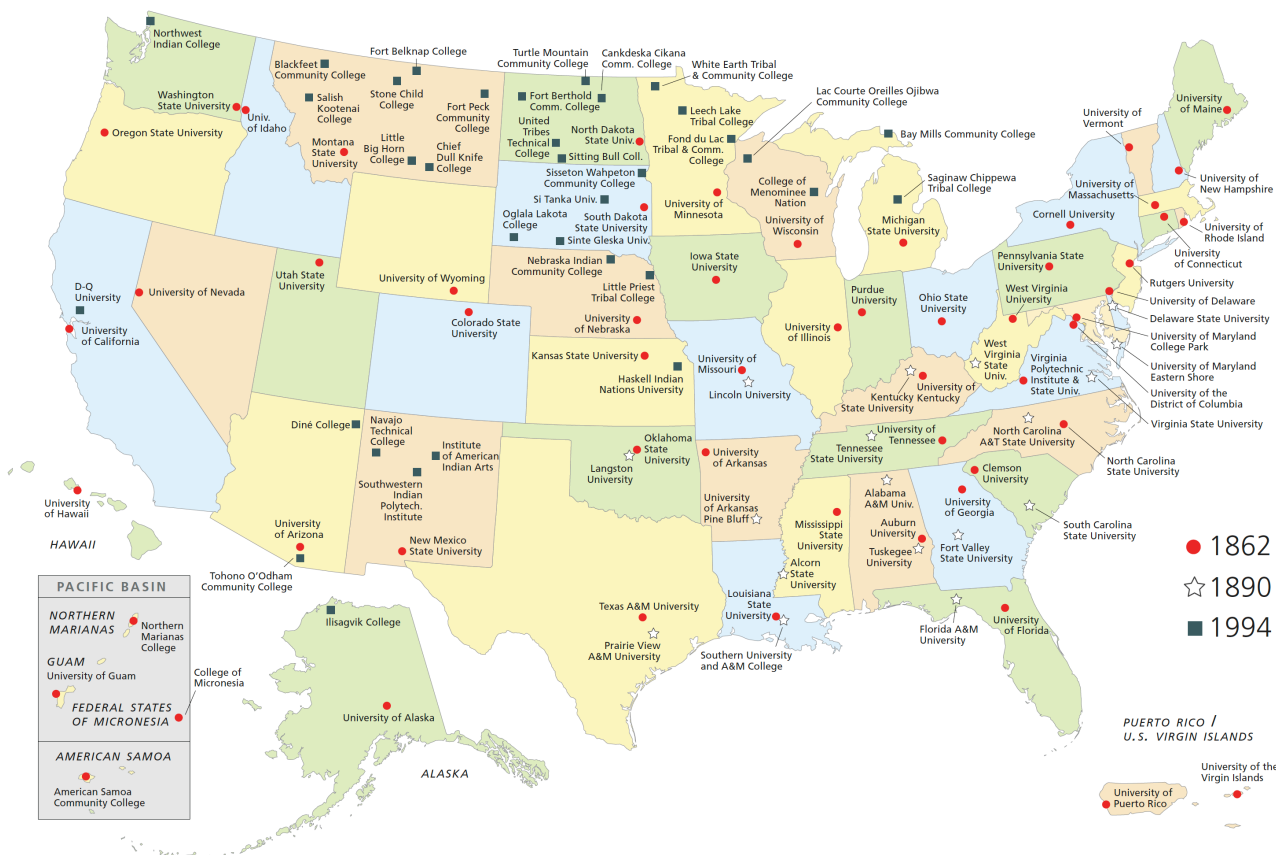 Northwest
Indian College
Washington
State University
Univ.
of Idaho
Oregon State University
Blackfeet
Community College
Fort Belknap College
Stone Child
College
Salish
Kootenai
College
Fort Peck
Community
College
Montana
State
University
Little
Big Horn
College
Chief
Dull Knife
College
Turtle Mountain
Community College
Cankdeska Cikana
Comm. College
Fort Berthold
Comm. College
United
Tribes
Technical
College
North Dakota
State Univ.
Sitting Bull Coll.
White Earth Tribal
& Community College
Leech Lake
Tribal College
Fond du Lac
Tribal & Comm.
College
Lac Courte Oreilles Ojibwa
Community College
Bay Mills Community College
Saginaw Chippewa
Tribal College
College of
Menominee
Nation
University of
Wisconsin
Michigan
State University
University of
Minnesota
Sisseton Wahpeton
Community College
Si Tanka Univ.
Oglala Lakota
College
South Dakota
State University
Sinte Gleska Univ.
Nebraska Indian
Community College
Little Priest
Tribal College
University
of Nebraska
Iowa State
University
University of Wyoming
Utah State
University
University of Nevada
D-Q
University
University
of California
Colorado State
University
Kansas State University
Haskell Indian
Nations University
University of
Missouri
Lincoln University
University
of Illinois
Purdue
University
Ohio State
University
University of
Vermont
University
of Maine
University of
New Hampshire
University of
Massachusetts
Cornell University
University of
Rhode Island
University
of Connecticut
Pennsylvania State
University
Rutgers University
West Virginia
University
University of Delaware
Delaware State University
University of Maryland
College Park
University of Maryland
Eastern Shore
University of the
District of Columbia
Virginia State University
West
Virginia
State
Univ.
Virginia
Polytechnic
Institute &
State Univ.
Kentucky
State University
University of
Kentucky
University of
Tennessee
Tennessee
State University
North Carolina
A&T State University
North Carolina
State University
Clemson
University
South Carolina
State University
University
of Georgia
Fort Valley
State University
Alabama
A&M Univ.
Auburn
University
Tuskegee
University
Mississippi
State
University
Alcorn
State
University
University
of Arkansas
University
of Arkansas
Pine Bluff
Oklahoma
State
University
Langston
University
Diné College
Navajo
Technical
College
Institute
of American
Indian Arts
Southwestern
Indian
Polytech.
Institute
New Mexico
State University
University
of Arizona
Tohono O'Odham
Community College
Texas A&M University
Prairie View
A&M University
Louisiana
State
University
Southern University
and A&M College
Florida A&M
University
University
of Florida
University
of Hawaii
HAWAII
Ilisagvik College
University of Alaska
ALASKA
PACIFIC BASIN
NORTHERN
MARIANAS
Northern
Marianas
College
GUAM
University of Guam
College of
Micronesia
FEDERAL STATES
OF MICRONESIA
AMERICAN SAMOA
American Samoa
Community College
1862
1890
1994
PUERTO RICO /
U.S. VIRGIN ISLANDS
University of
Puerto Rico
University of the
Virgin Islands